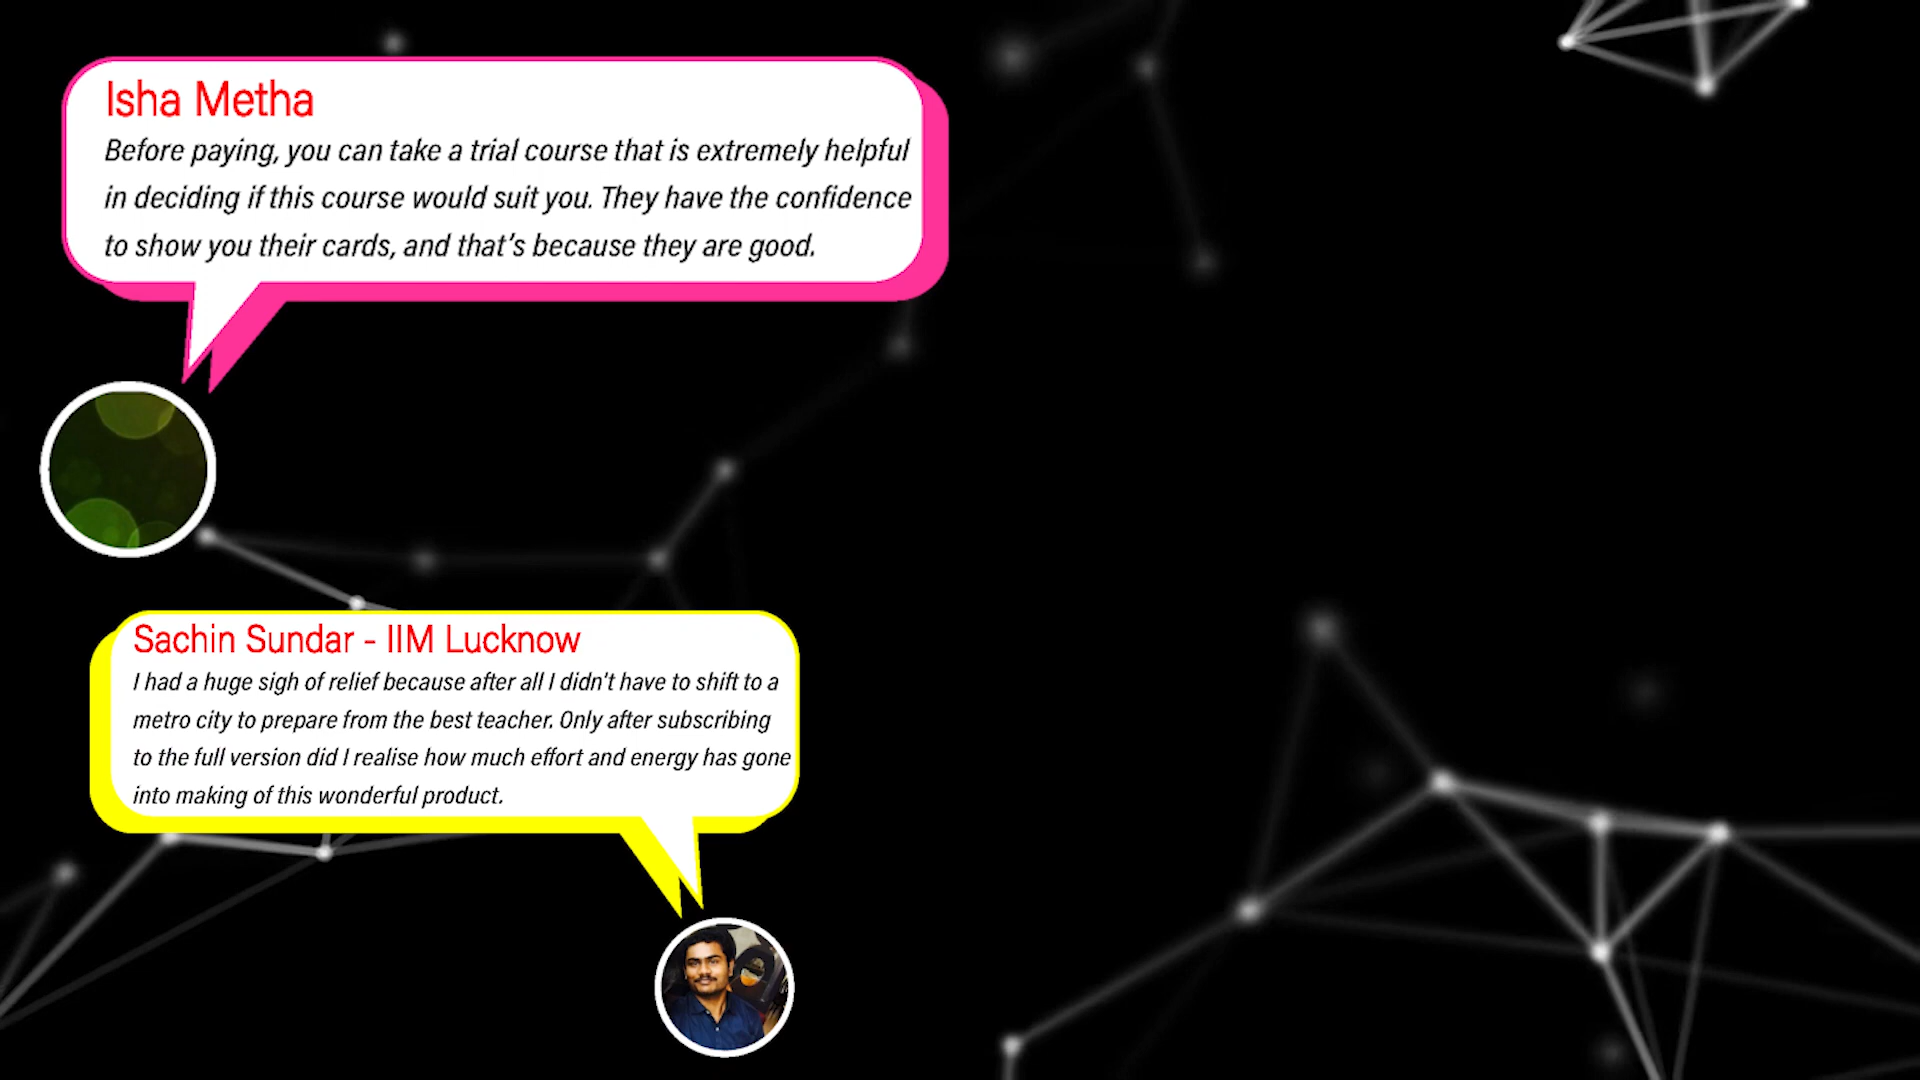 Isha Metha
Before paying, you can take a trial course that is extremely helpful
in deciding if this course would suit you. They have the confidence
to show you their cards, and that's because they are good.
Sachin Sundar - IIM Lucknow
I had a huge sigh of relief because after all I didn't have to shift to a
metro city to prepare from the best teacher. Only after subscribing
to the full version did I realise how much effort and energy has gone
into making of this wonderful product.